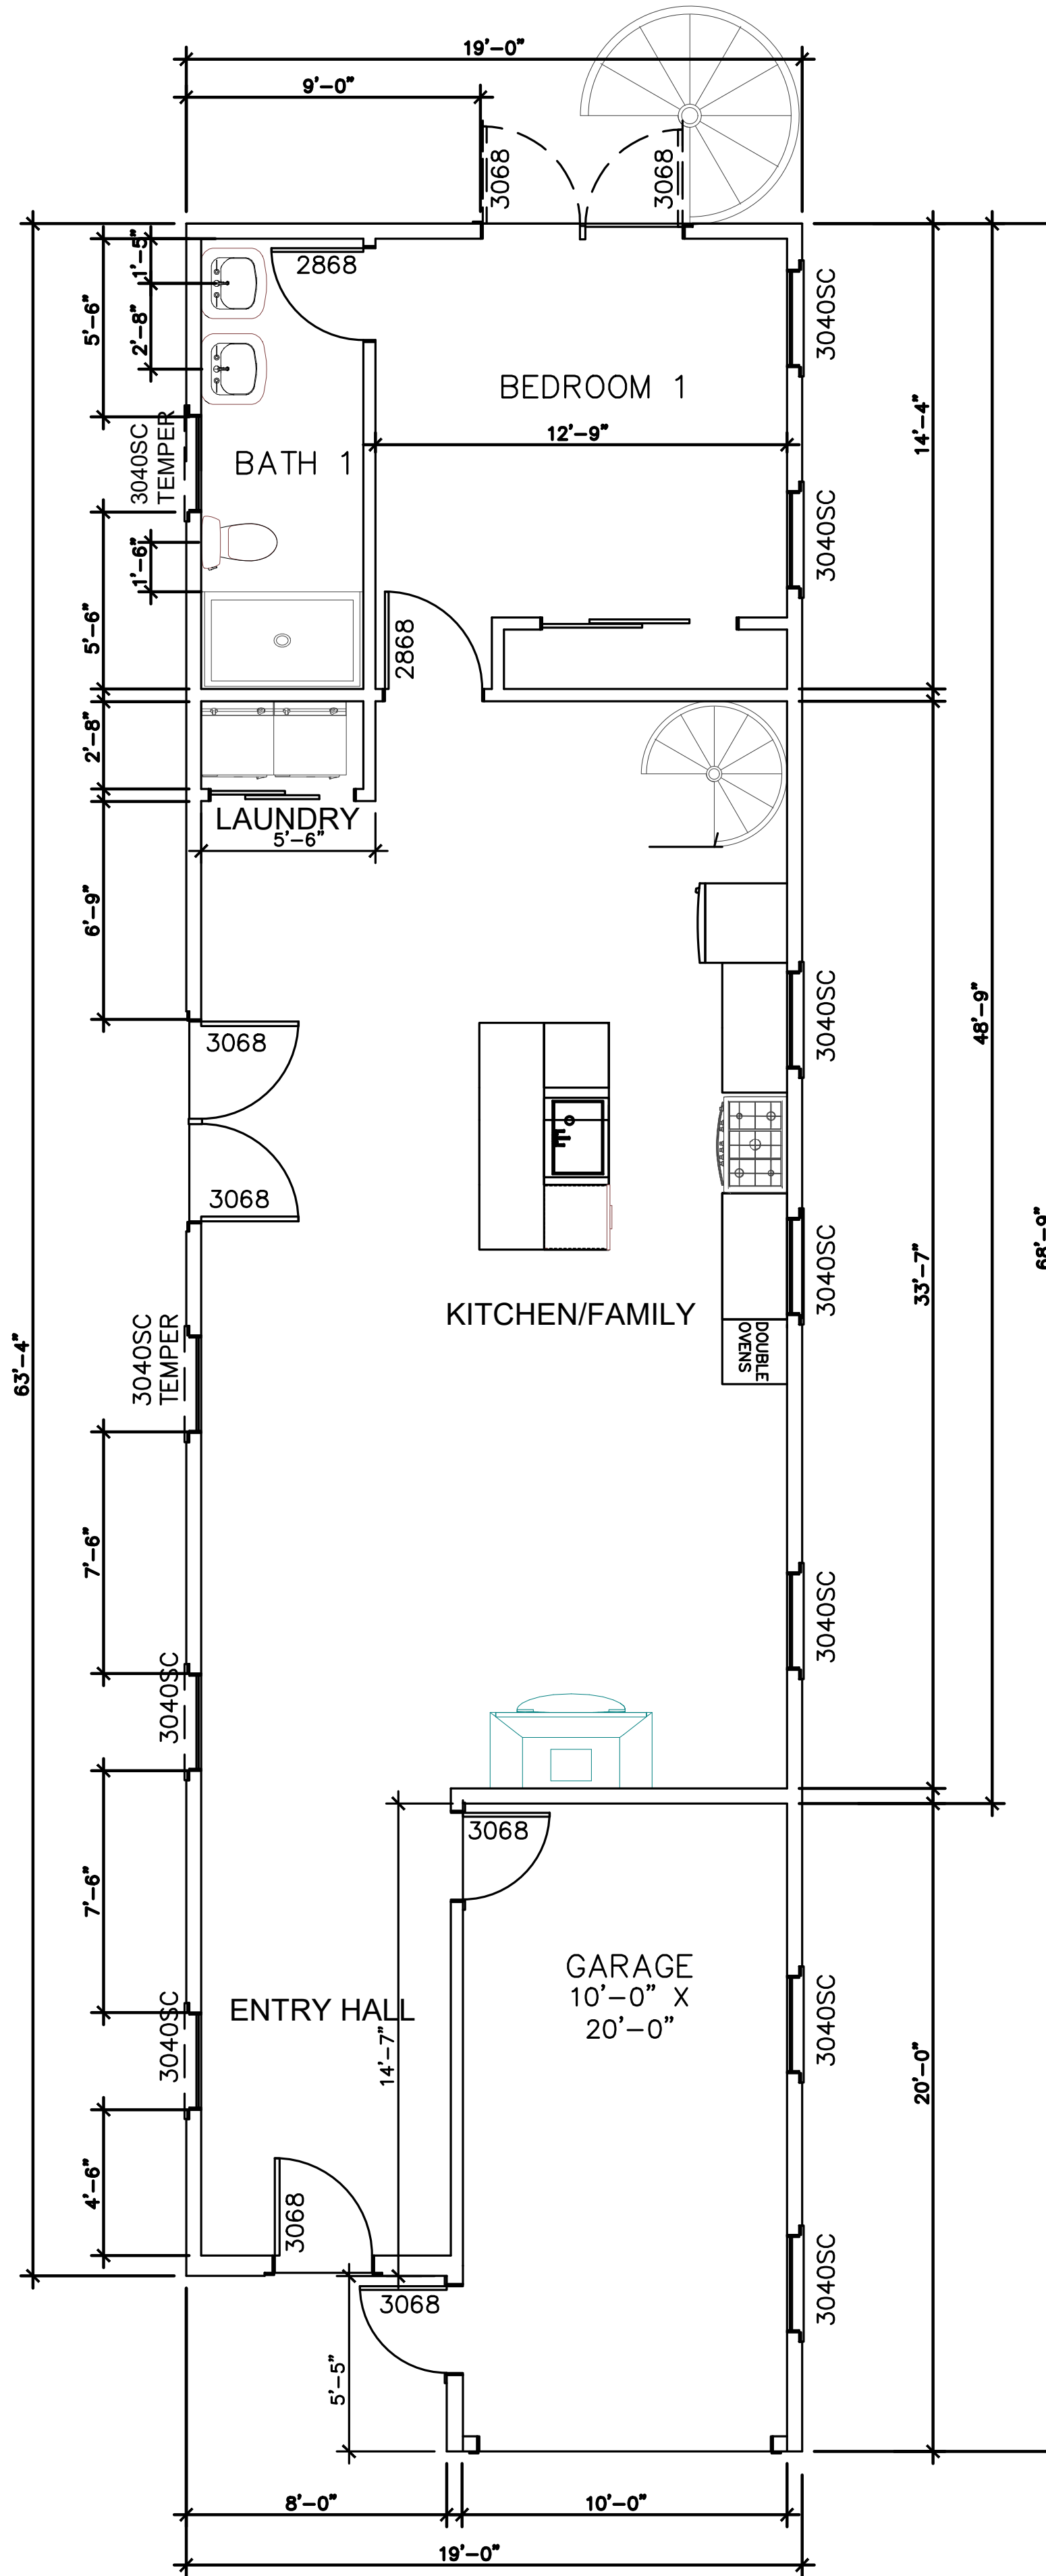 19'-0"
9'-0"
3068
3068
1'-5"
2868
2'-8"
5'-6"
3040SC
BEDROOM 1
12'-9"
14'-4"
3040SC
TEMPER
BATH 1
3040SC
1'-6"
5'-6"
2868
2'-8"
LAUNDRY
5'-6"
6'-9"
3040SC
48'-9"
3068
3068
68'-9"
3040SC
33'-7"
KITCHEN/FAMILY
DOUBLE
OVENS
63'-4"
3040SC
TEMPER
7'-6"
3040SC
3040SC
3068
7'-6"
GARAGE
10'-0" X
20'-0"
3040SC
ENTRY HALL
3040SC
14'-7"
20'-0"
4'-6"
3068
3040SC
3068
5'-5"
8'-0"
10'-0"
19'-0"